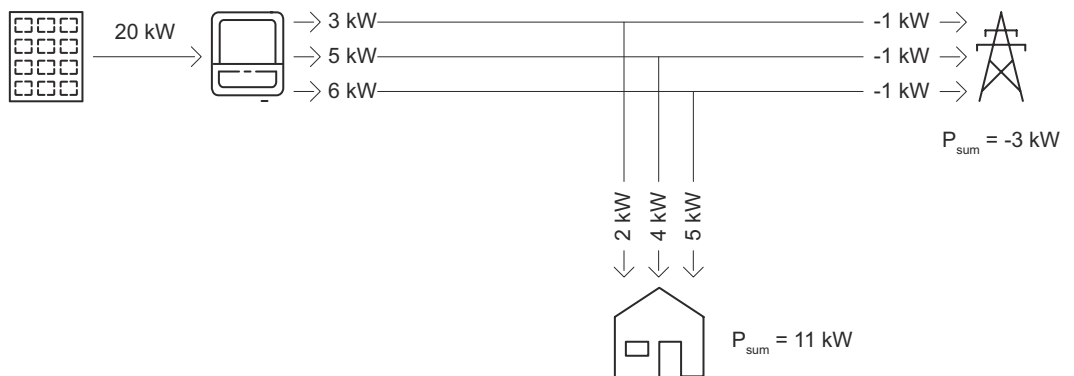 20 kW
3 kW
-1 kW
5 kW
-1 kW
6 kW
-1 kW
P_sum = -3 kW
2 kW
4 kW
5 kW
P_sum = 11 kW